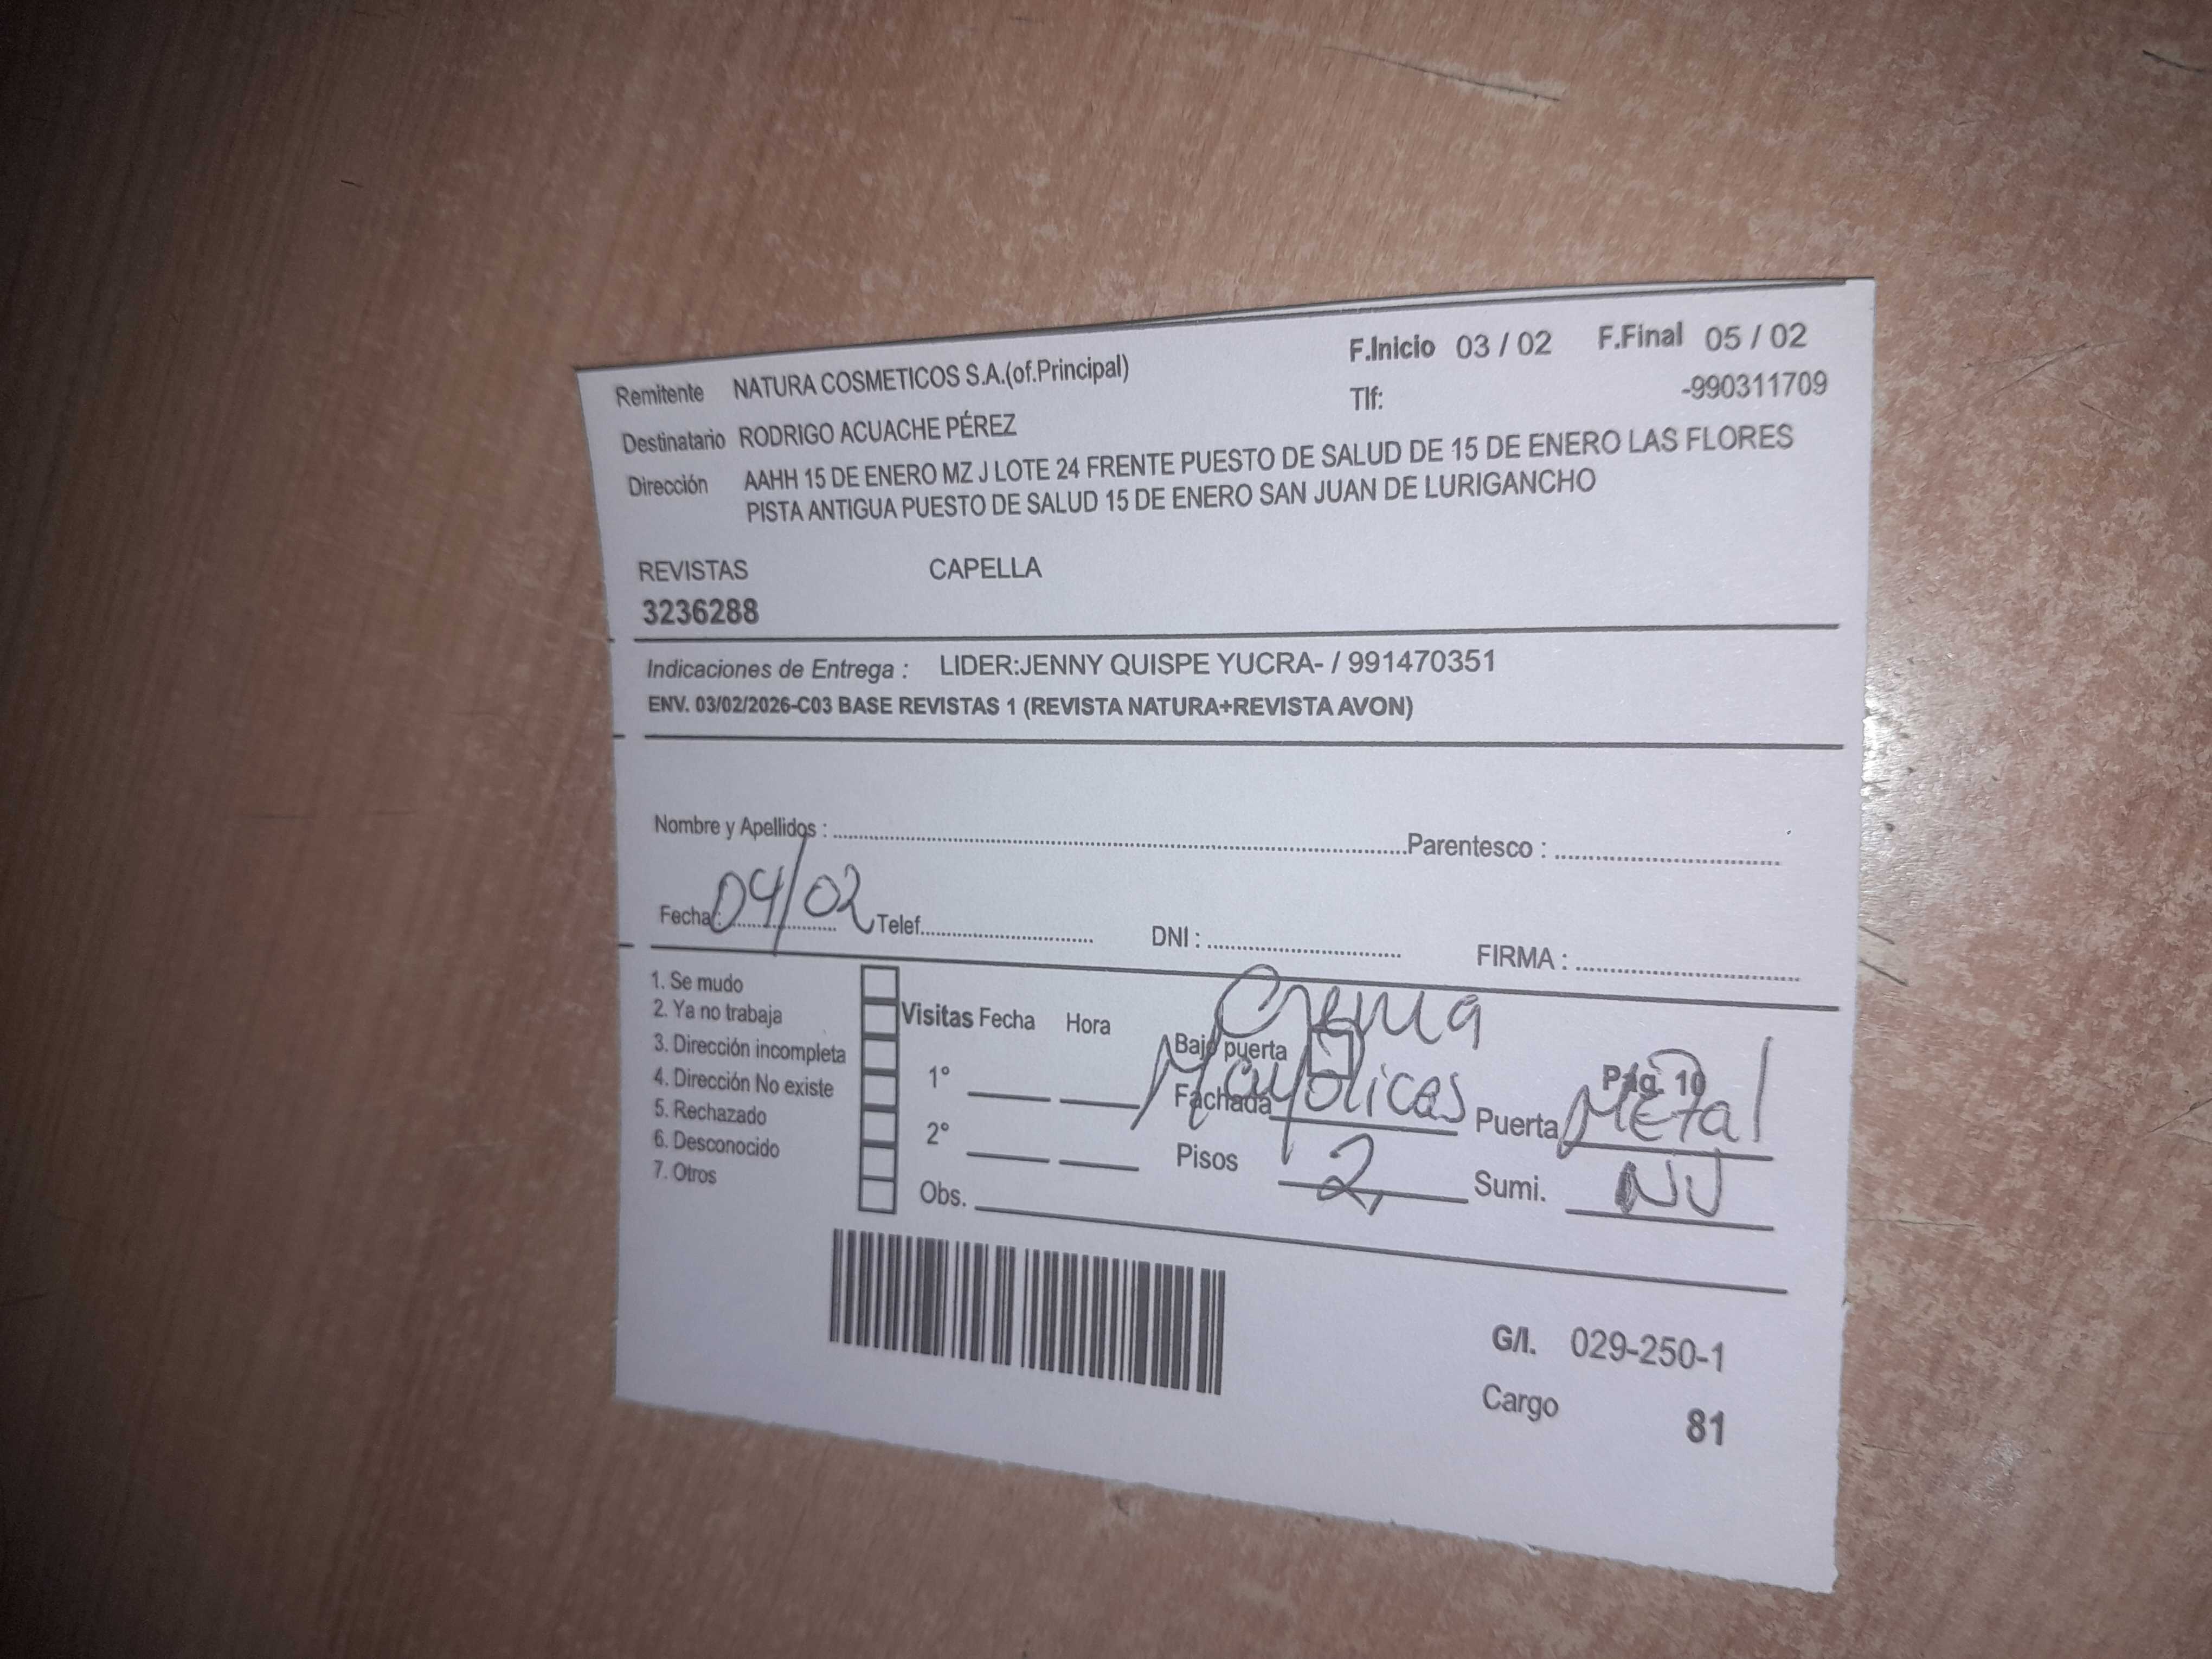 Remitente NATURA COSMETICOS S.A.(of.Principal) F.Inicio 03 / 02 F.Final 05 / 02
Destinatario RODRIGO ACUACHE PÉREZ Tlf: -990311709
Dirección AAHH 15 DE ENERO MZ J LOTE 24 FRENTE PUESTO DE SALUD DE 15 DE ENERO LAS FLORES
PISTA ANTIGUA PUESTO DE SALUD 15 DE ENERO SAN JUAN DE LURIGANCHO
REVISTAS CAPELLA
3236288
Indicaciones de Entrega : LIDER:JENNY QUISPE YUCRA- / 991470351
ENV. 03/02/2026-C03 BASE REVISTAS 1 (REVISTA NATURA+REVISTA AVON)
Nombre y Apellidos : Parentesco :
Fecha: 04/02 Telef. DNI : FIRMA :
1. Se mudo
2. Ya no trabaja
3. Dirección incompleta
4. Dirección No existe
5. Rechazado
6. Desconocido
7. Otros
Visitas Fecha Hora
1°
2°
Obs.
Crema
Bajo puerta Pág. 10
Fachada Mayolicas Puerta Metal
Pisos 2, Sumi. NJ
G/I. 029-250-1
Cargo 81